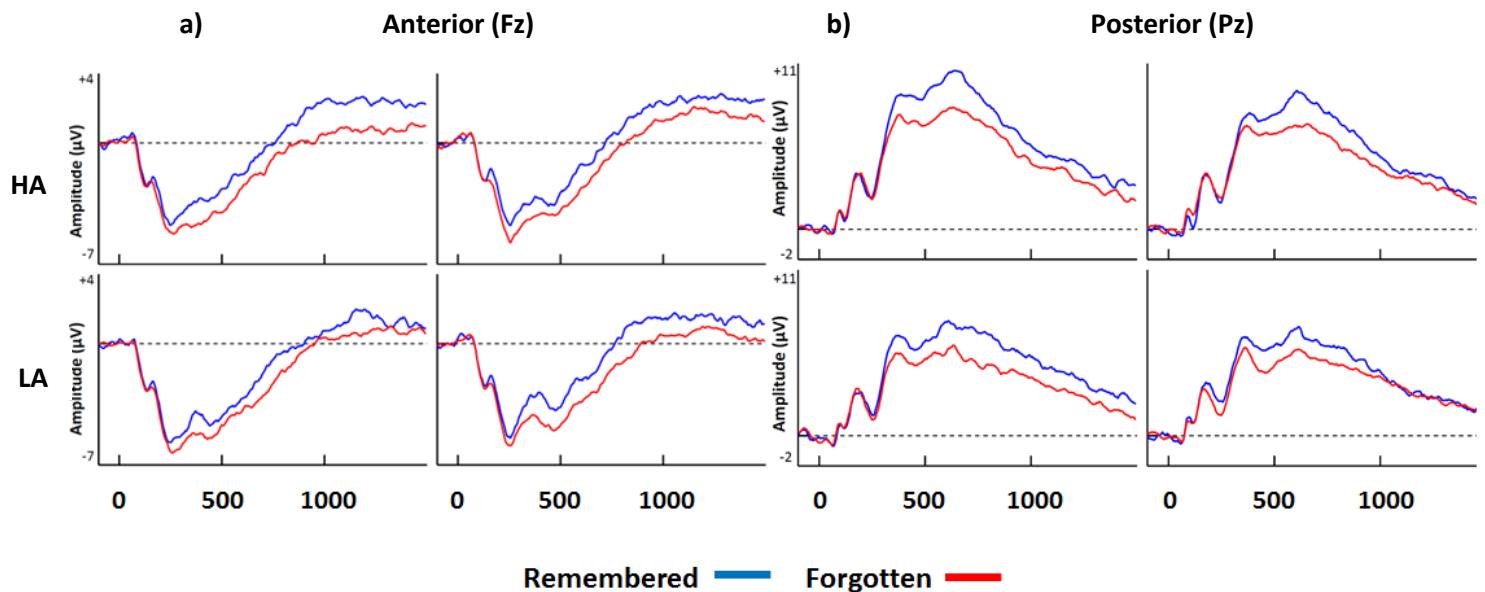 a) Anterior (Fz) b) Posterior (Pz)
+4 +11
Amplitude (µV) Amplitude (µV)
HA
-7 -2
+4 +11
Amplitude (µV) Amplitude (µV)
LA
-7 -2
0 500 1000 0 500 1000 0 500 1000 0 500 1000
Remembered Forgotten